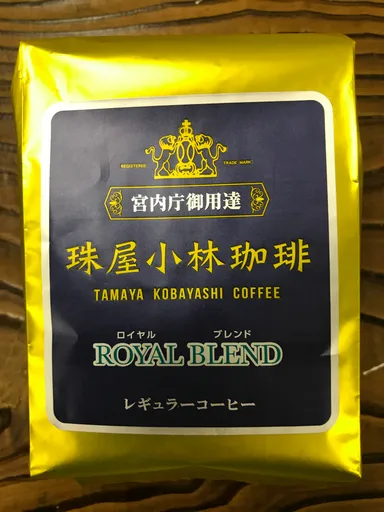 REGISTERED TRADE MARK
宮内庁御用達
珠屋小林珈琲
TAMAYA KOBAYASHI COFFEE
ロイヤル ブレンド
ROYAL BLEND
レギュラーコーヒー